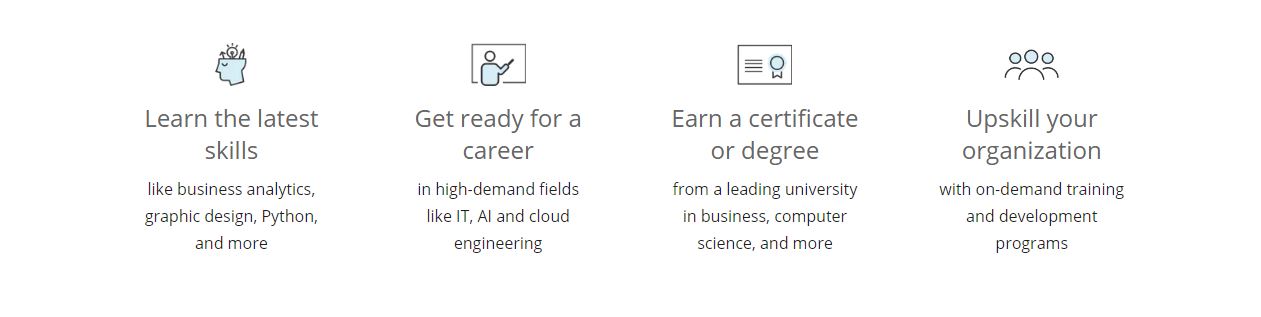 Learn the latest
skills
like business analytics,
graphic design, Python,
and more
Get ready for a
career
in high-demand fields
like IT, AI and cloud
engineering
Earn a certificate
or degree
from a leading university
in business, computer
science, and more
Upskill your
organization
with on-demand training
and development
programs